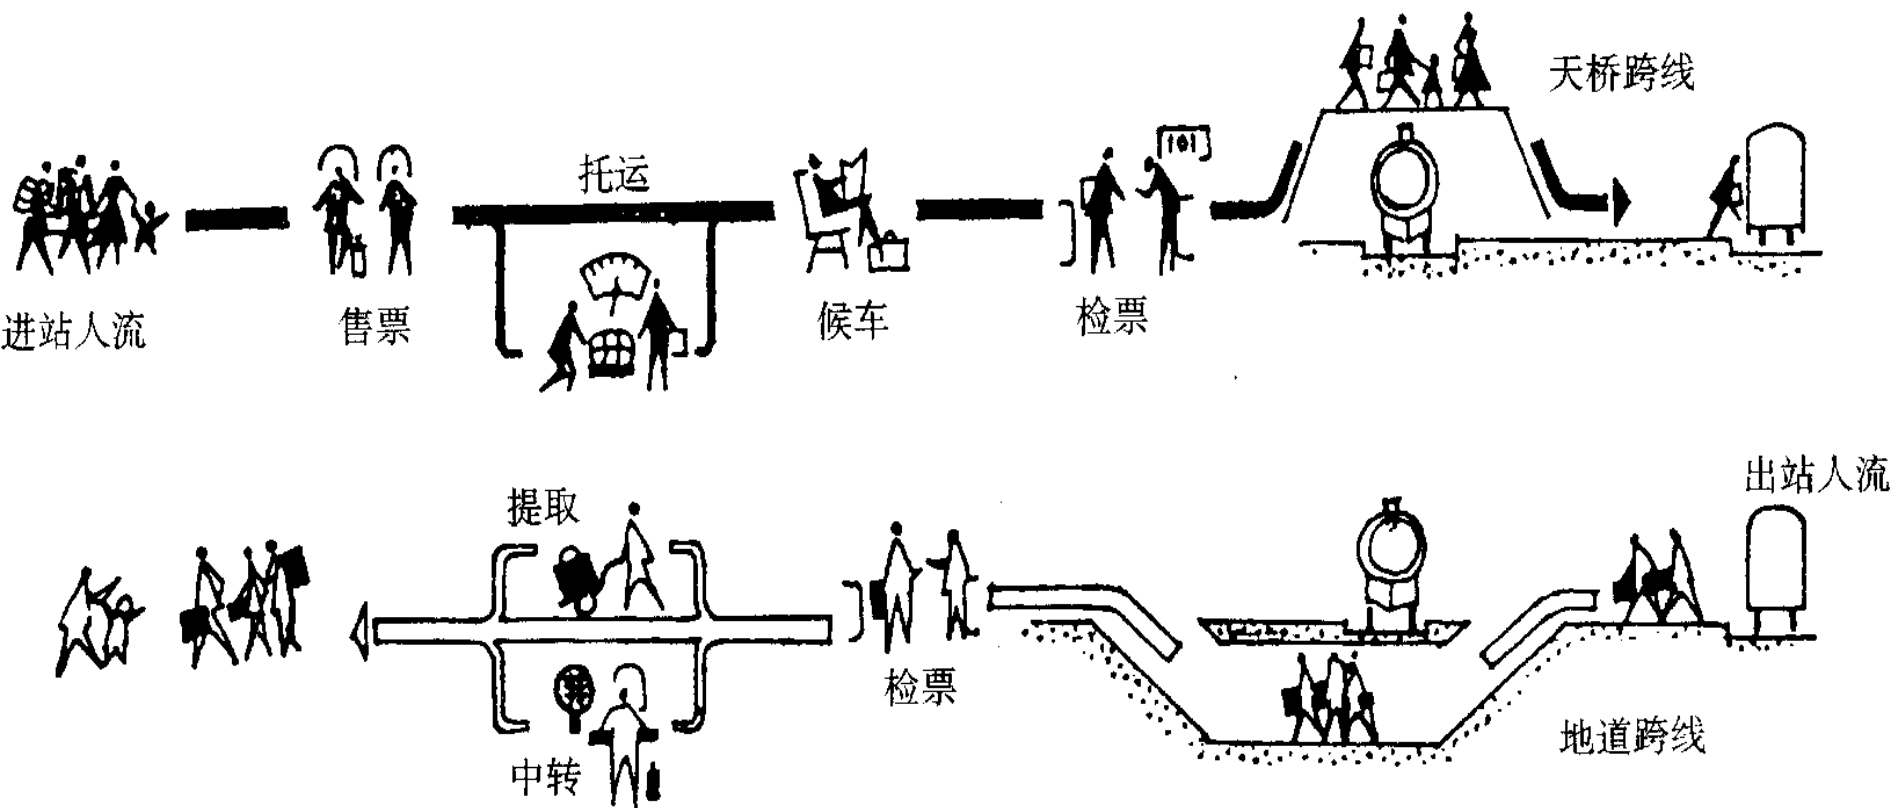 天桥跨线
托运
进站人流
售票
候车
检票
出站人流
提取
检票
中转
地道跨线